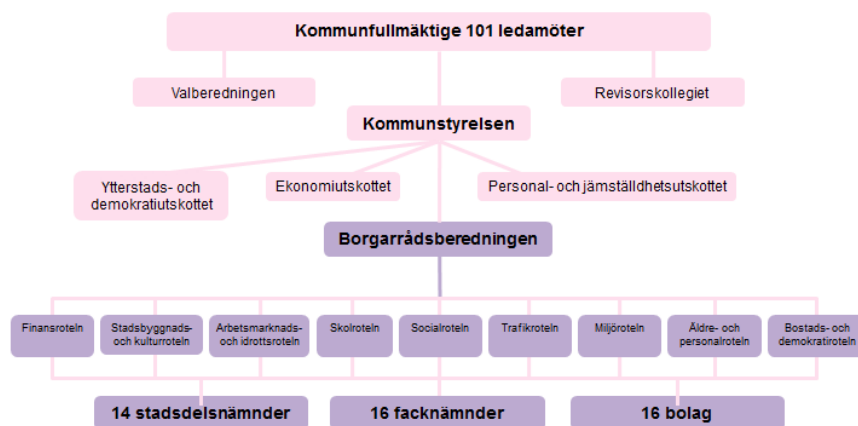 Kommunfullmäktige 101 ledamöter
Valberedningen
Revisorskollegiet
Kommunstyrelsen
Ytterstads- och
demokratiutskottet
Ekonomiutskottet
Personal- och jämställdhetsutskottet
Borgarrådsberedningen
Finansroteln
Stadsbyggnads-
och kulturroteln
Arbetsmarknads-
och idrottsroteln
Skolroteln
Socialroteln
Trafikroteln
Miljöroteln
Äldre- och
personalroteln
Bostads- och
demokratiroteln
14 stadsdelsnämnder
16 facknämnder
16 bolag